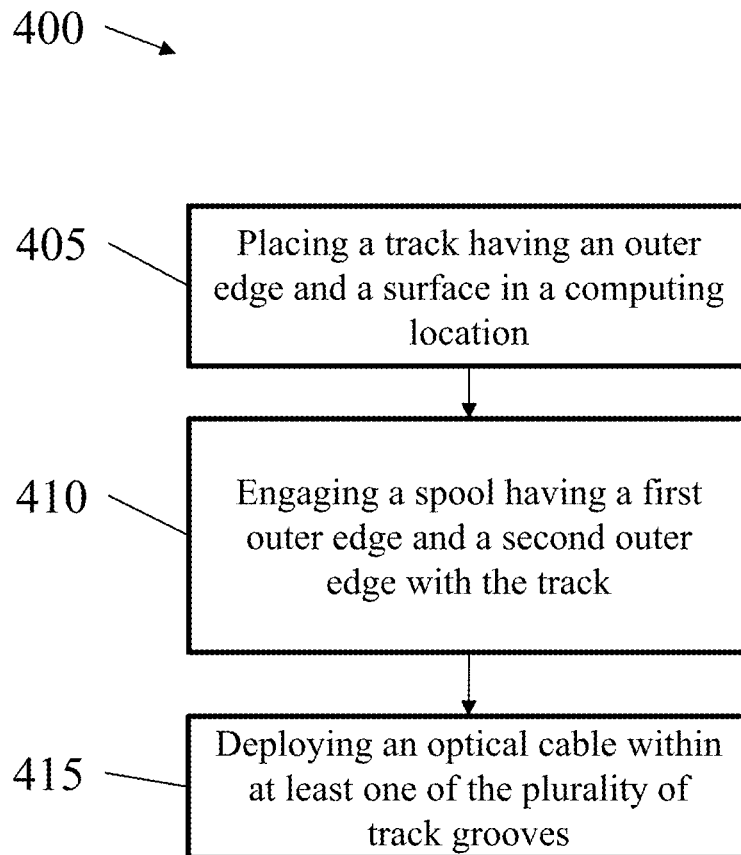 400
405
Placing a track having an outer
edge and a surface in a computing
location
410
Engaging a spool having a first
outer edge and a second outer
edge with the track
415
Deploying an optical cable within
at least one of the plurality of
track grooves